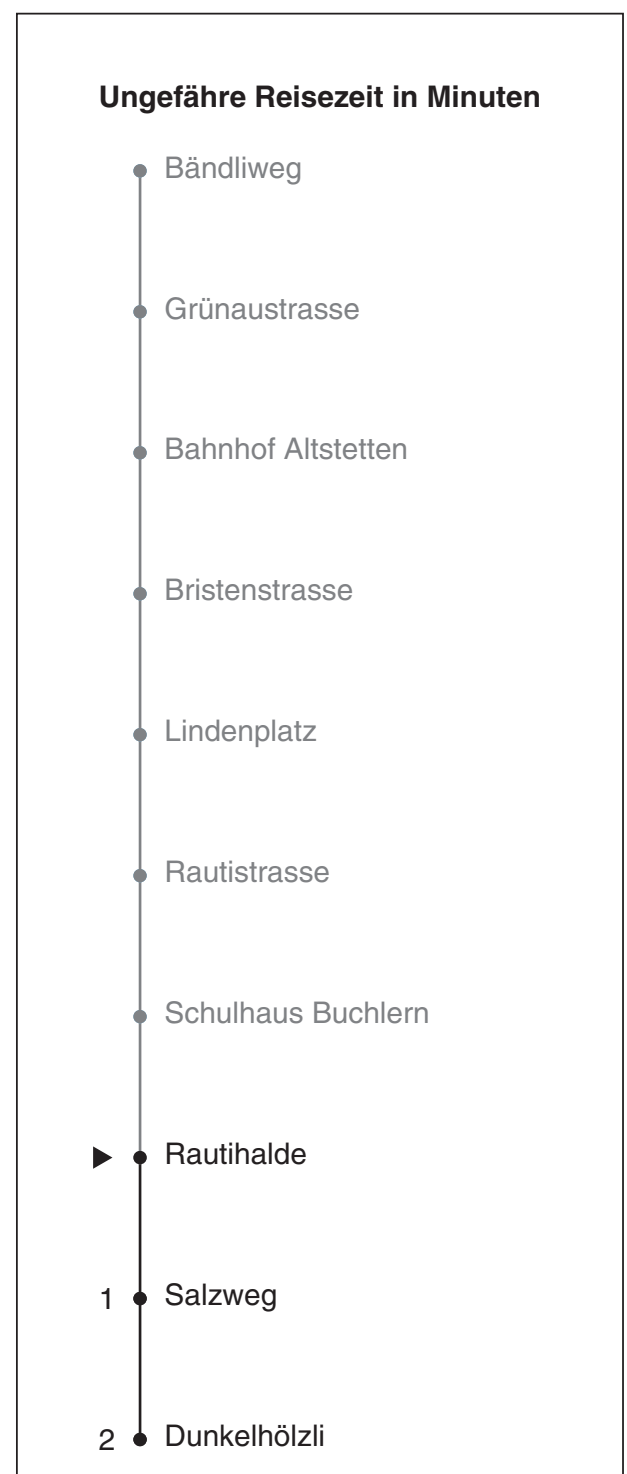 Ungefähre Reisezeit in Minuten
Bändliweg
Grünaustrasse
Bahnhof Altstetten
Bristenstrasse
Lindenplatz
Rautistrasse
Schulhaus Buchlern
Rautihalde
1 Salzweg
2 Dunkelhölzli